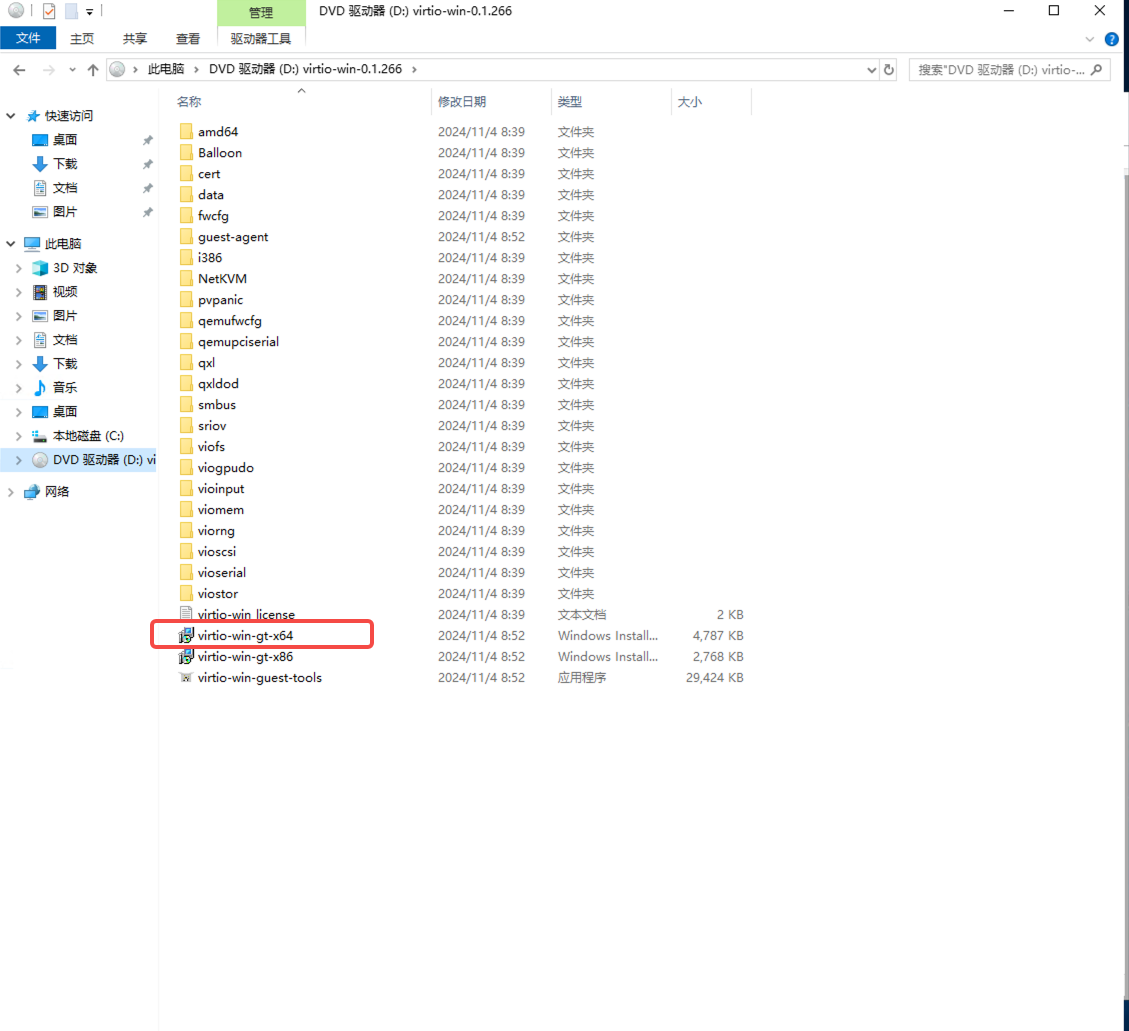 管理 DVD 驱动器 (D:) virtio-win-0.1.266
文件 主页 共享 查看 驱动器工具
此电脑 DVD 驱动器 (D:) virtio-win-0.1.266 搜索"DVD 驱动器 (D:) virtio-...
快速访问
桌面
下载
文档
图片
此电脑
3D 对象
视频
图片
文档
下载
音乐
桌面
本地磁盘 (C:)
DVD 驱动器 (D:) vi
网络
名称 修改日期 类型 大小
amd64 2024/11/4 8:39 文件夹
Balloon 2024/11/4 8:39 文件夹
cert 2024/11/4 8:39 文件夹
data 2024/11/4 8:39 文件夹
fwcfg 2024/11/4 8:39 文件夹
guest-agent 2024/11/4 8:52 文件夹
i386 2024/11/4 8:39 文件夹
NetKVM 2024/11/4 8:39 文件夹
pvpanic 2024/11/4 8:39 文件夹
qemufwcfg 2024/11/4 8:39 文件夹
qemupciserial 2024/11/4 8:39 文件夹
qxl 2024/11/4 8:39 文件夹
qxldod 2024/11/4 8:39 文件夹
smbus 2024/11/4 8:39 文件夹
sriov 2024/11/4 8:39 文件夹
viofs 2024/11/4 8:39 文件夹
viogpudo 2024/11/4 8:39 文件夹
vioinput 2024/11/4 8:39 文件夹
viomem 2024/11/4 8:39 文件夹
viorng 2024/11/4 8:39 文件夹
vioscsi 2024/11/4 8:39 文件夹
vioserial 2024/11/4 8:39 文件夹
viostor 2024/11/4 8:39 文件夹
virtio-win_license 2024/11/4 8:39 文本文档 2 KB
virtio-win-gt-x64 2024/11/4 8:52 Windows Install... 4,787 KB
virtio-win-gt-x86 2024/11/4 8:52 Windows Install... 2,768 KB
virtio-win-guest-tools 2024/11/4 8:52 应用程序 29,424 KB